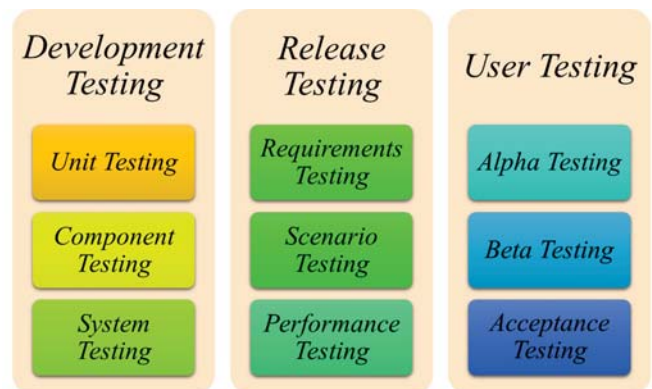 Development
Testing
Unit Testing
Component
Testing
System
Testing
Release
Testing
Requirements
Testing
Scenario
Testing
Performance
Testing
User Testing
Alpha Testing
Beta Testing
Acceptance
Testing